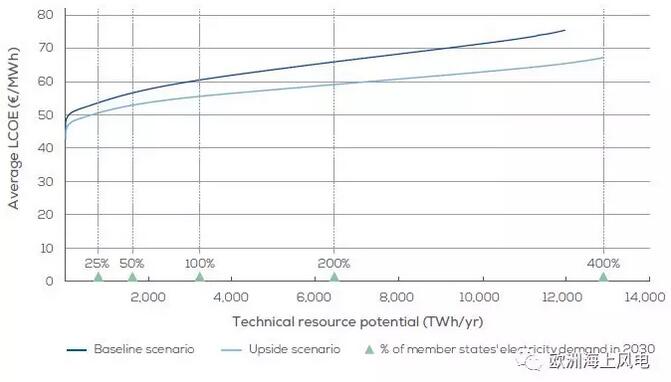 80
70
60
50
40
30
20
10
0
Average LCOE (€/MWh)
25% 50% 100% 200% 400%
2,000 4,000 6,000 8,000 10,000 12,000 14,000
Technical resource potential (TWh/yr)
Baseline scenario Upside scenario % of member states' electricity demand in 2030
欧洲海上风电